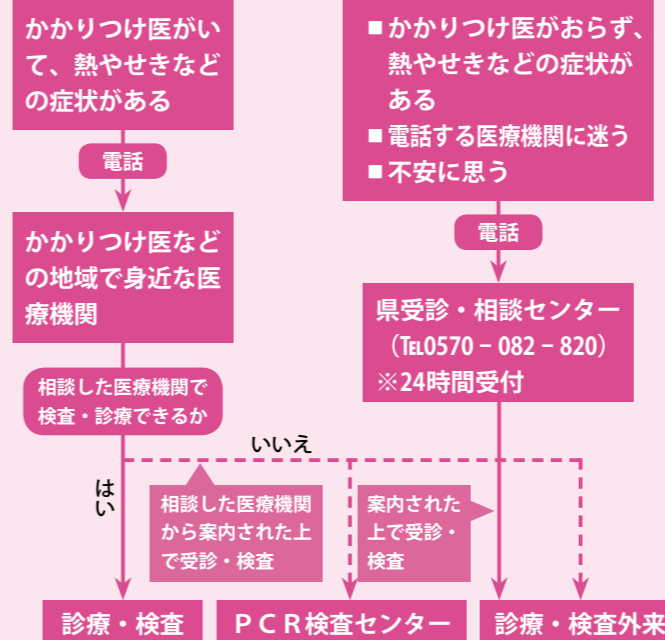 かかりつけ医がい
て、熱やせきなど
の症状がある
電話
かかりつけ医など
の地域で身近な医
療機関
相談した医療機関で
検査・診療できるか
はい
いいえ
相談した医療機関
から案内された上
で受診・検査
■かかりつけ医がおらず、
熱やせきなどの症状が
ある
■電話する医療機関に迷う
■不安に思う
電話
県受診・相談センター
（℡0570－082－820）
※24時間受付
案内された
上で受診・
検査
診療・検査
ＰＣＲ検査センター
診療・検査外来